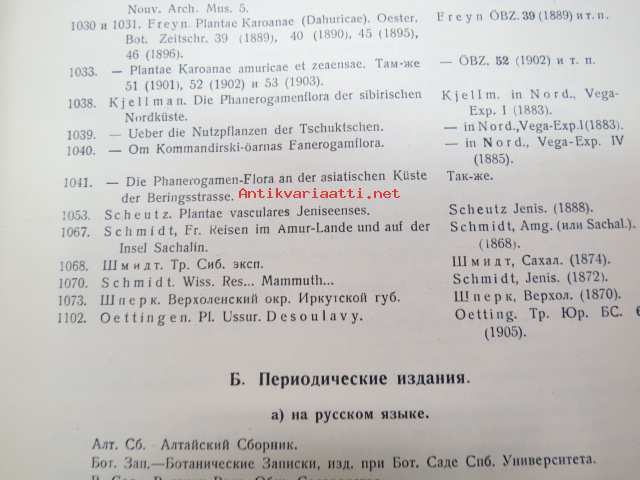 Nouv. Arch. Mus. 5.
1030 и 1031. Freyn. Plantae Karoanae (Dahuricae). Oester. Freyn ÖBZ. 39 (1889) и т. п.
Bot. Zeitschr. 39 (1889), 40 (1890), 45 (1895),
46 (1896).
1033. — Plantae Karoanae amuricae et zeaënsae. Там-же — ÖBZ. 52 (1902) и т. п.
51 (1901), 52 (1902) и 53 (1903).
1038. Kjellman. Die Phanerogamenflora der sibirischen Kjellm. in Nord., Vega-
Nordküste. Exp. I (1883).
1039. — Ueber die Nutzpflanzen der Tschuktschen. — in Nord., Vega-Exp.I(1883).
1040. — Om Kommandirski-öarnas Fanerogamflora. — in Nord., Vega-Exp. IV
(1885).
1041. — Die Phanerogamen-Flora an der asiatischen Küste Так-же.
der Beringsstrasse. Antikvariaatti.net
1053. Scheutz. Plantae vasculares Jeniseenses. Scheutz Jenis. (1888).
1067. Schmidt, Fr. Reisen im Amur-Lande und auf der Schmidt, Amg. (или Sachal.)
Insel Sachalin. (1868).
1068. Шмидт. Тр. Сиб. эксп. Шмидт, Сахал. (1874).
1070. Schmidt. Wiss. Res... Mammuth... Schmidt, Jenis. (1872).
1073. Шперк. Верхоленский окр. Иркутской губ. Шперк, Верхол. (1870).
1102. Oettingen. Pl. Ussur. Desoulavy. Oetting. Тр. Юр. БС. 6
(1905).
Б. Периодические издания.
а) на русском языке.
Алт. Сб. - Алтайский Сборник.
Бот. Зап.—Ботанические Записки, изд. при Бот. Саде Спб. Университета.